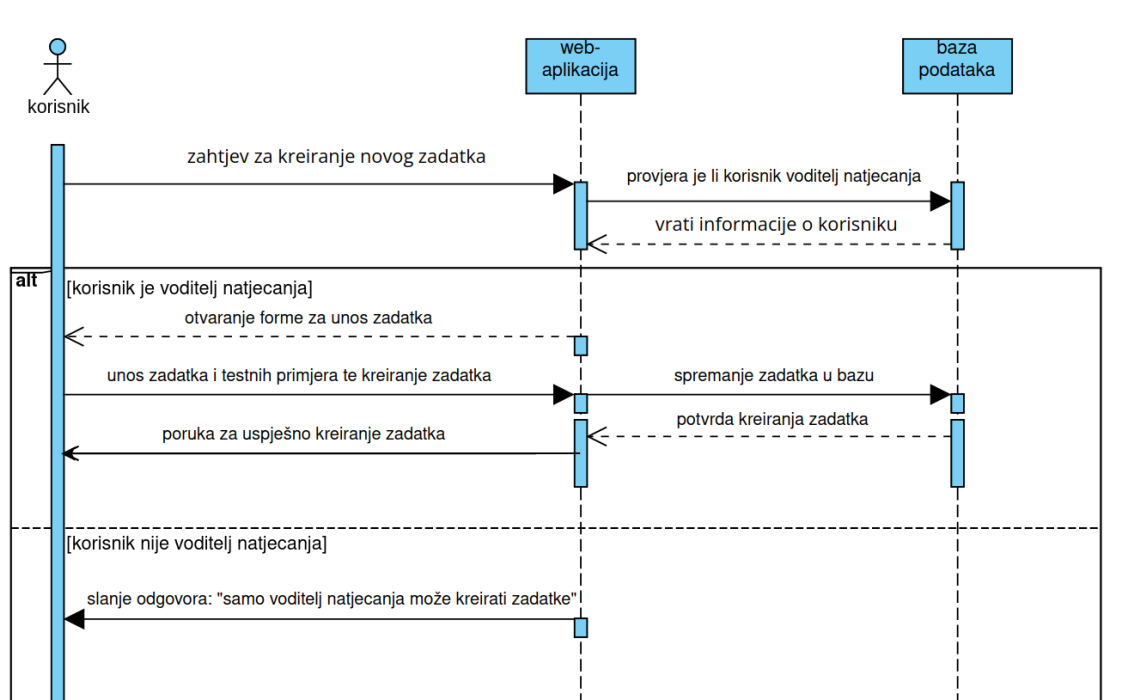 web-
aplikacija
baza
podataka
korisnik
zahtjev za kreiranje novog zadatka
provjera je li korisnik voditelj natjecanja
vrati informacije o korisniku
alt
[korisnik je voditelj natjecanja]
otvaranje forme za unos zadatka
unos zadatka i testnih primjera te kreiranje zadatka
spremanje zadatka u bazu
potvrda kreiranja zadatka
poruka za uspješno kreiranje zadatka
[korisnik nije voditelj natjecanja]
slanje odgovora: "samo voditelj natjecanja može kreirati zadatke"